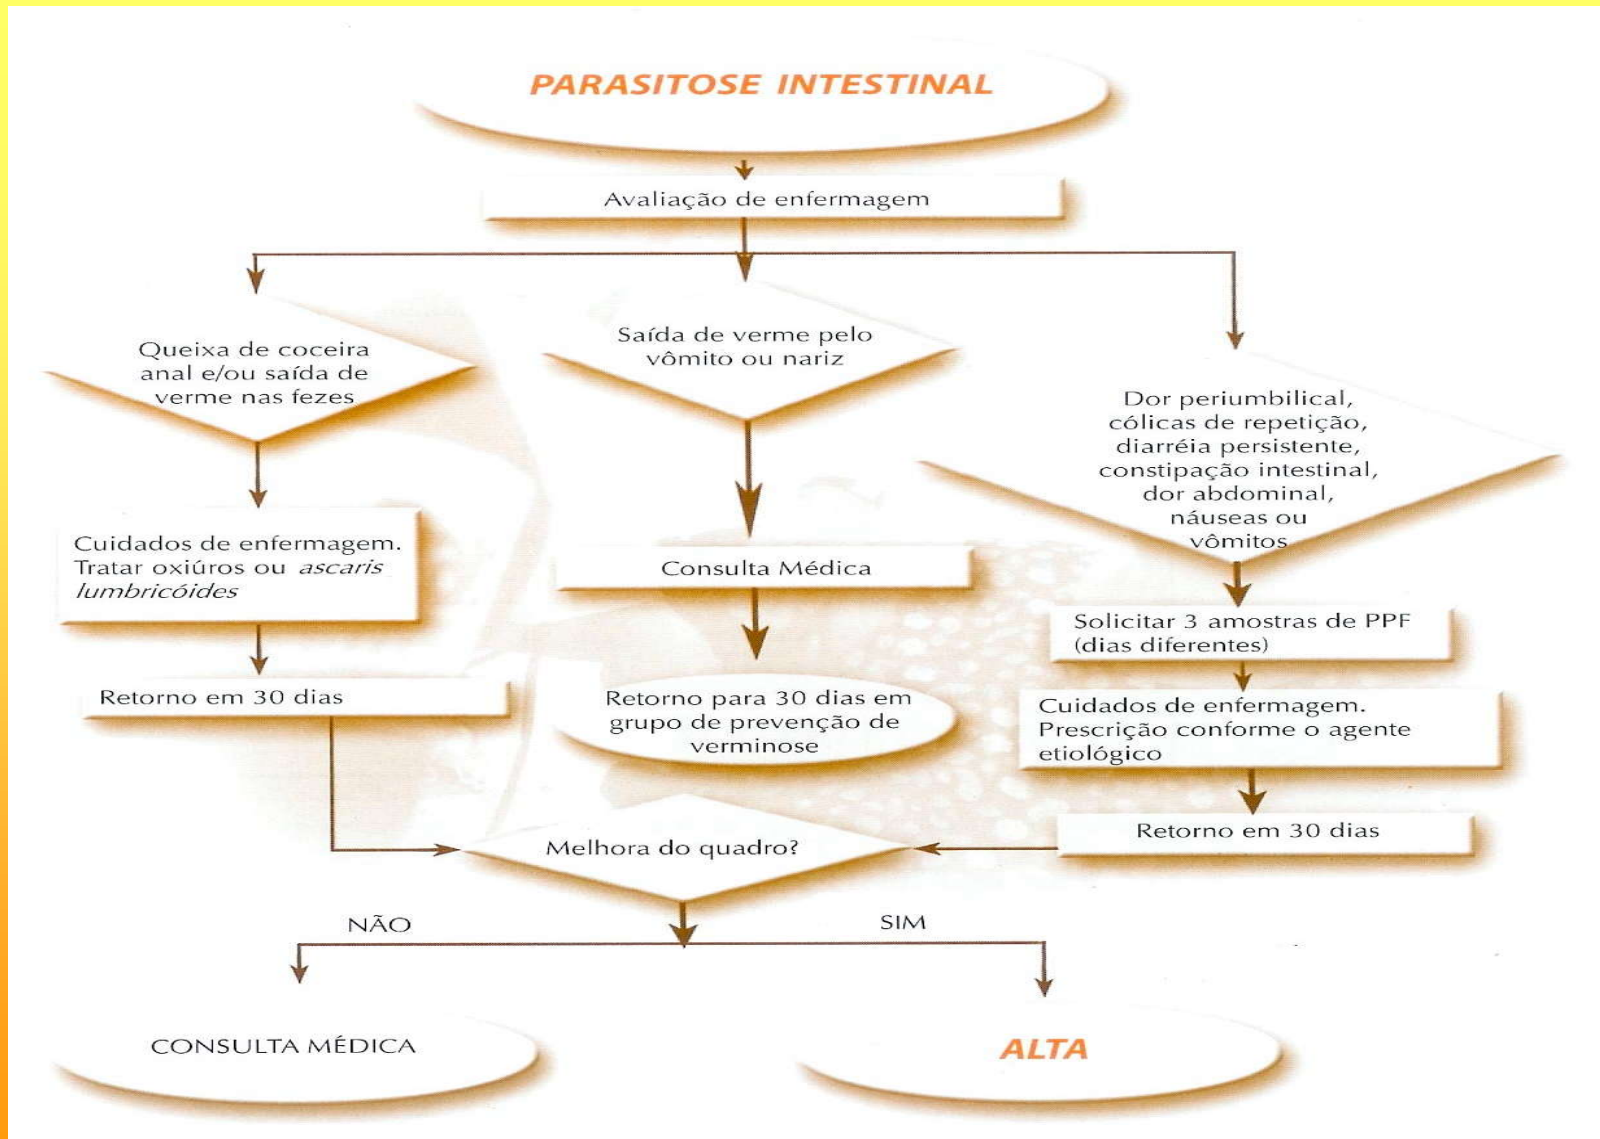 PARASITOSE INTESTINAL
Avaliação de enfermagem
Queixa de coceira
anal e/ou saída de
verme nas fezes
Saída de verme pelo
vômito ou nariz
Dor periumbilical,
cólicas de repetição,
diarréia persistente,
constipação intestinal,
dor abdominal,
náuseas ou
vômitos
Cuidados de enfermagem.
Tratar oxiúros ou ascaris
lumbricóides
Consulta Médica
Solicitar 3 amostras de PPF
(dias diferentes)
Retorno em 30 dias
Retorno para 30 dias em
grupo de prevenção de
verminose
Cuidados de enfermagem.
Prescrição conforme o agente
etiológico
Retorno em 30 dias
Melhora do quadro?
NÃO
SIM
CONSULTA MÉDICA
ALTA